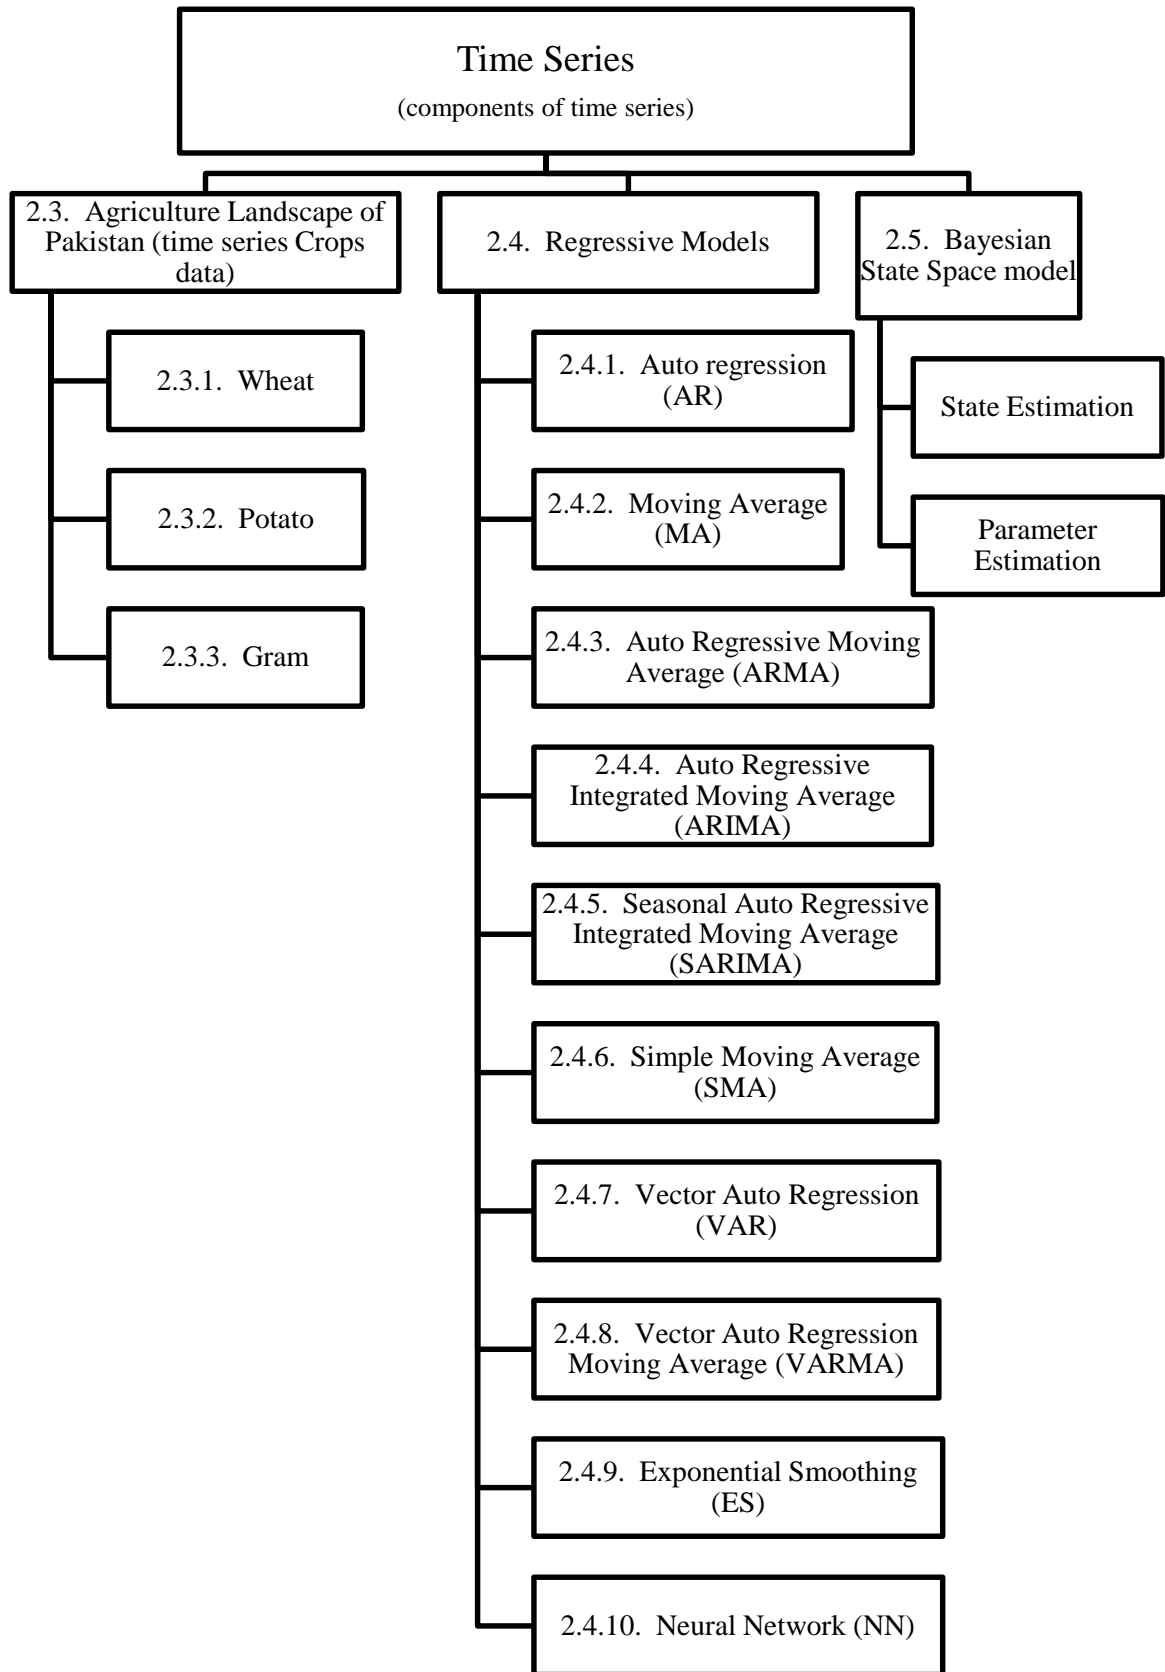 Time Series
(components of time series)
2.3. Agriculture Landscape of
Pakistan (time series Crops
data)
2.3.1. Wheat
2.3.2. Potato
2.3.3. Gram
2.4. Regressive Models
2.4.1. Auto regression
(AR)
2.4.2. Moving Average
(MA)
2.4.3. Auto Regressive Moving
Average (ARMA)
2.4.4. Auto Regressive
Integrated Moving Average
(ARIMA)
2.4.5. Seasonal Auto Regressive
Integrated Moving Average
(SARIMA)
2.4.6. Simple Moving Average
(SMA)
2.4.7. Vector Auto Regression
(VAR)
2.4.8. Vector Auto Regression
Moving Average (VARMA)
2.4.9. Exponential Smoothing
(ES)
2.4.10. Neural Network (NN)
2.5. Bayesian
State Space model
State Estimation
Parameter
Estimation